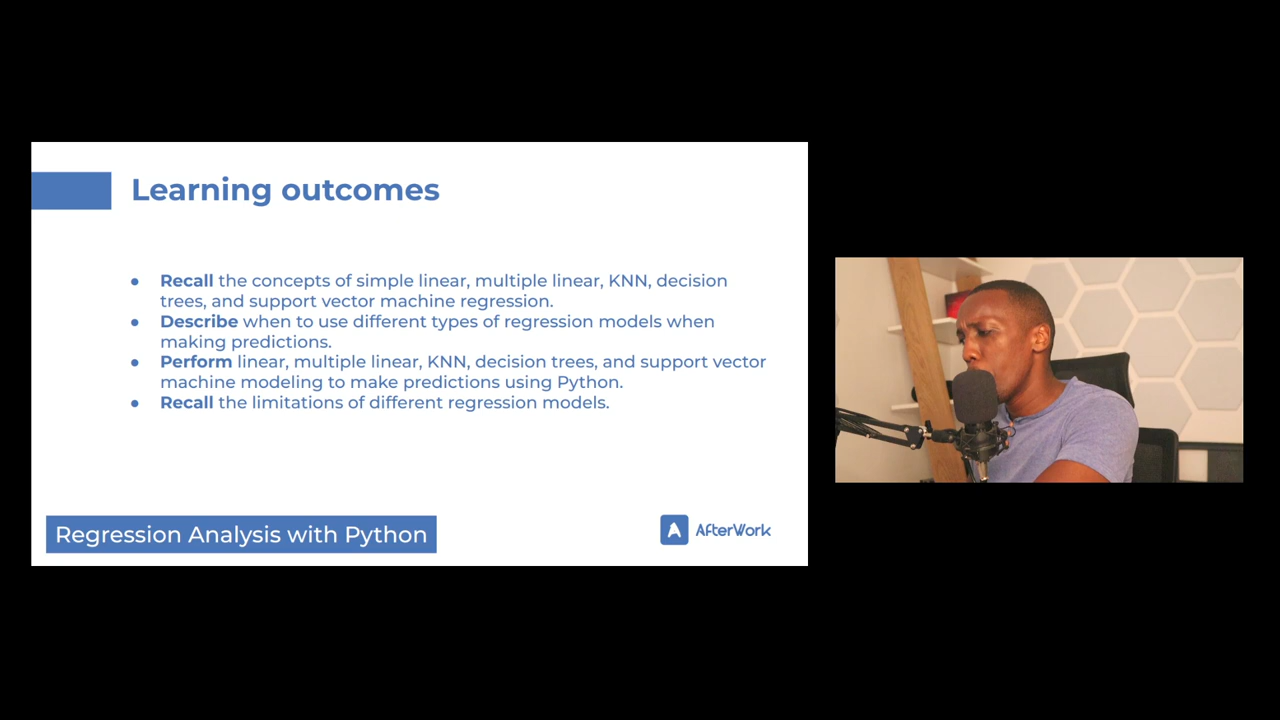 Learning outcomes
● Recall the concepts of simple linear, multiple linear, KNN, decision
trees, and support vector machine regression.
● Describe when to use different types of regression models when
making predictions.
● Perform linear, multiple linear, KNN, decision trees, and support vector
machine modeling to make predictions using Python.
● Recall the limitations of different regression models.
Regression Analysis with Python
AfterWork